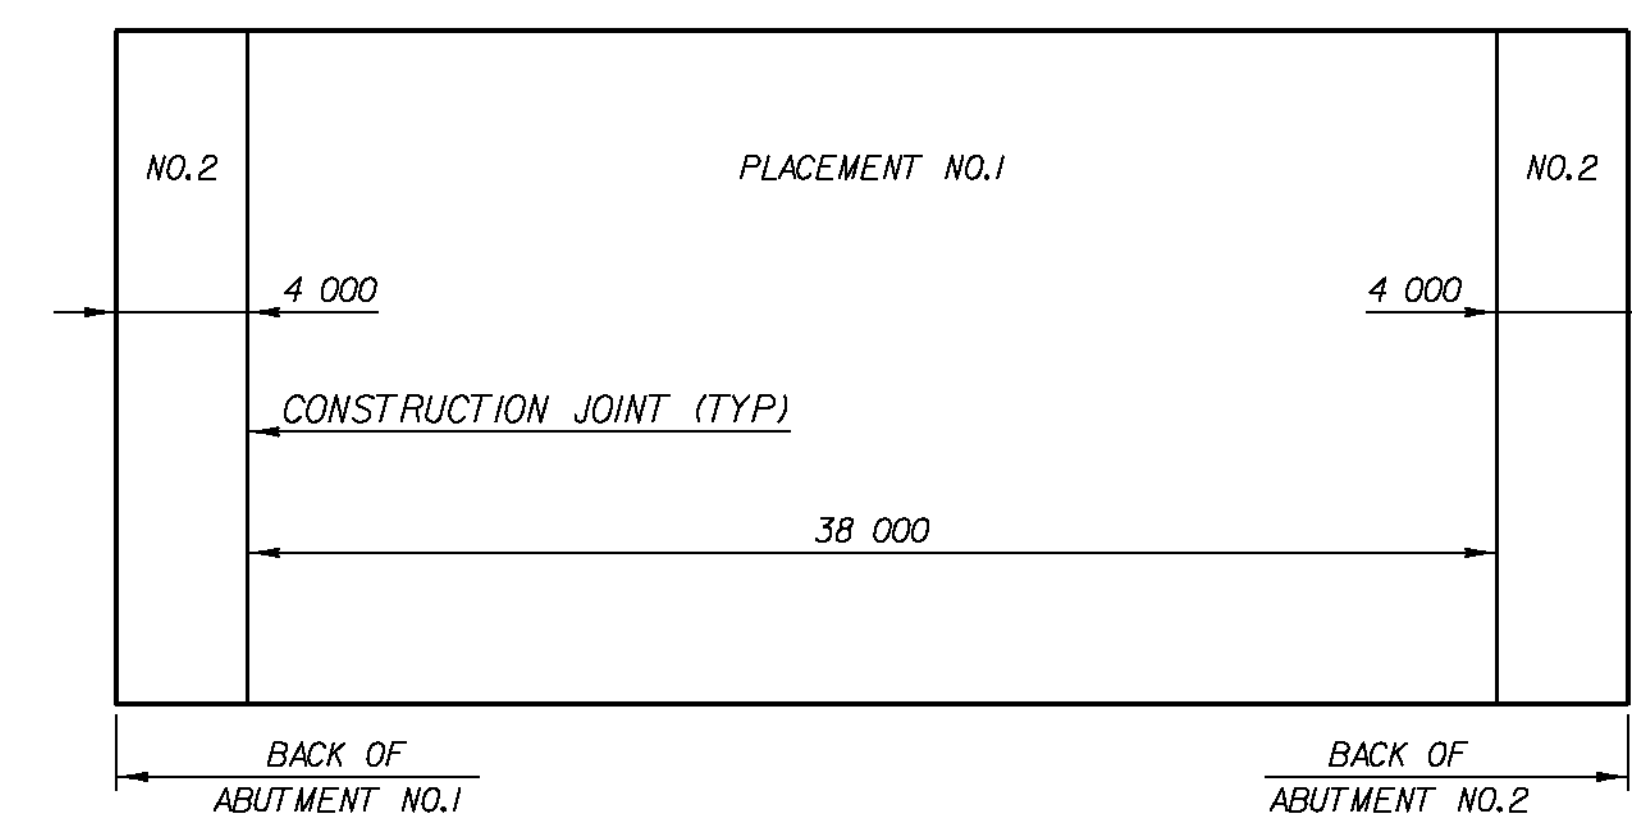 NO.2
PLACEMENT NO.1
NO.2
4 000
4 000
CONSTRUCTION JOINT (TYP)
38 000
BACK OF
ABUTMENT NO.1
BACK OF
ABUTMENT NO.2